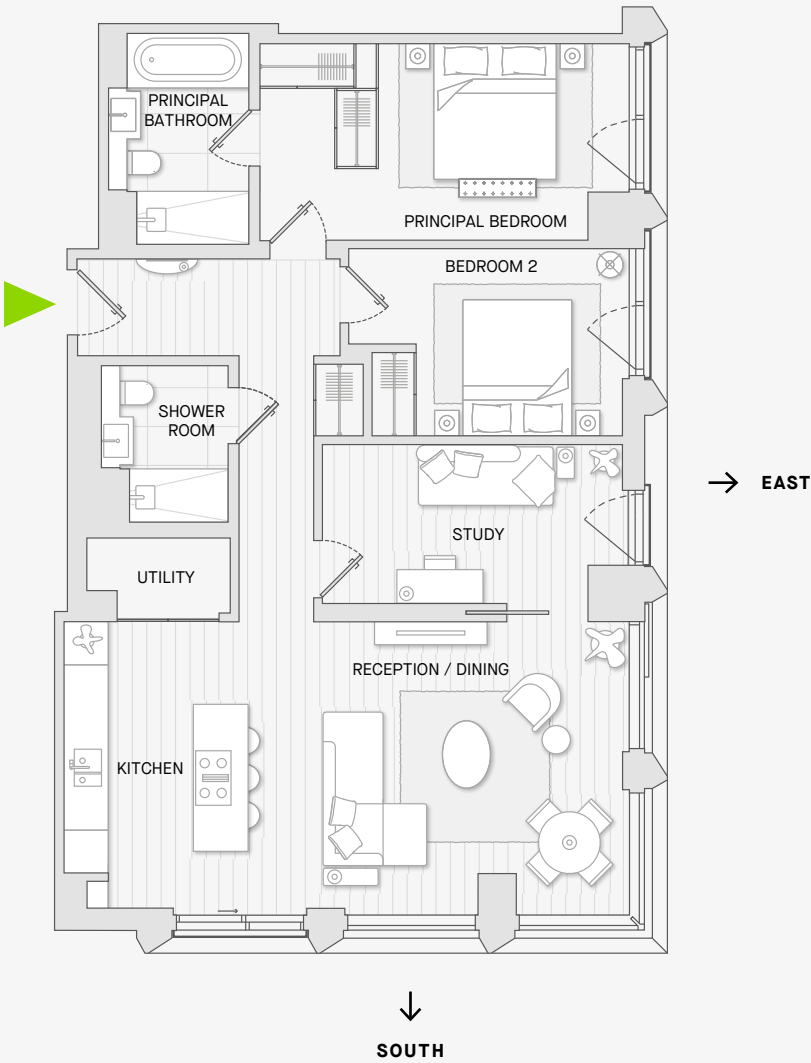 PRINCIPAL
BATHROOM
PRINCIPAL BEDROOM
BEDROOM 2
SHOWER
ROOM
EAST
STUDY
UTILITY
RECEPTION / DINING
KITCHEN
SOUTH